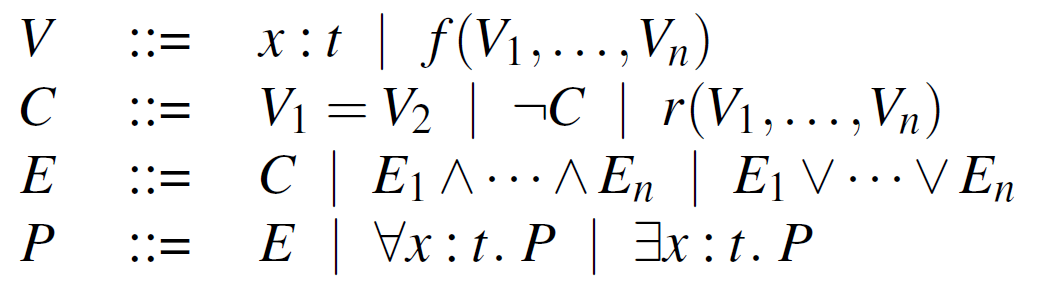 V ::= x : t | f(V₁,…,Vₙ)
C ::= V₁ = V₂ | ¬C | r(V₁,…,Vₙ)
E ::= C | E₁ ∧ ⋯ ∧ Eₙ | E₁ ∨ ⋯ ∨ Eₙ
P ::= E | ∀x : t. P | ∃x : t. P